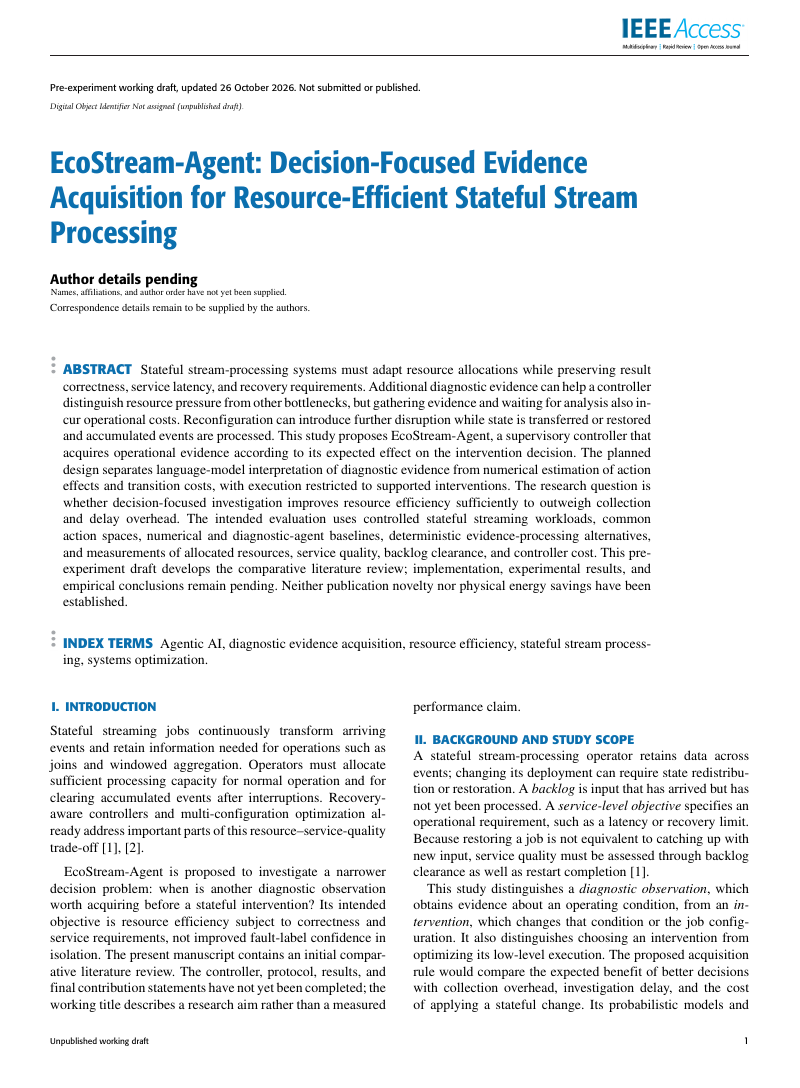 IEEE Access
Multidisciplinary | Rapid Review | Open Access Journal
Pre-experiment working draft, updated 26 October 2026. Not submitted or published.
Digital Object Identifier Not assigned (unpublished draft).
EcoStream-Agent: Decision-Focused Evidence
Acquisition for Resource-Efficient Stateful Stream
Processing
Author details pending
Names, affiliations, and author order have not yet been supplied.
Correspondence details remain to be supplied by the authors.
ABSTRACT Stateful stream-processing systems must adapt resource allocations while preserving result
correctness, service latency, and recovery requirements. Additional diagnostic evidence can help a controller
distinguish resource pressure from other bottlenecks, but gathering evidence and waiting for analysis also in-
cur operational costs. Reconfiguration can introduce further disruption while state is transferred or restored
and accumulated events are processed. This study proposes EcoStream-Agent, a supervisory controller that
acquires operational evidence according to its expected effect on the intervention decision. The planned
design separates language-model interpretation of diagnostic evidence from numerical estimation of action
effects and transition costs, with execution restricted to supported interventions. The research question is
whether decision-focused investigation improves resource efficiency sufficiently to outweigh collection
and delay overhead. The intended evaluation uses controlled stateful streaming workloads, common
action spaces, numerical and diagnostic-agent baselines, deterministic evidence-processing alternatives,
and measurements of allocated resources, service quality, backlog clearance, and controller cost. This pre-
experiment draft develops the comparative literature review; implementation, experimental results, and
empirical conclusions remain pending. Neither publication novelty nor physical energy savings have been
established.
INDEX TERMS Agentic AI, diagnostic evidence acquisition, resource efficiency, stateful stream process-
ing, systems optimization.
I. INTRODUCTION
Stateful streaming jobs continuously transform arriving
events and retain information needed for operations such as
joins and windowed aggregation. Operators must allocate
sufficient processing capacity for normal operation and for
clearing accumulated events after interruptions. Recovery-
aware controllers and multi-configuration optimization al-
ready address important parts of this resource–service-quality
trade-off [1], [2].
EcoStream-Agent is proposed to investigate a narrower
decision problem: when is another diagnostic observation
worth acquiring before a stateful intervention? Its intended
objective is resource efficiency subject to correctness and
service requirements, not improved fault-label confidence in
isolation. The present manuscript contains an initial compar-
ative literature review. The controller, protocol, results, and
final contribution statements have not yet been completed; the
working title describes a research aim rather than a measured
performance claim.
II. BACKGROUND AND STUDY SCOPE
A stateful stream-processing operator retains data across
events; changing its deployment can require state redistribu-
tion or restoration. A backlog is input that has arrived but has
not yet been processed. A service-level objective specifies an
operational requirement, such as a latency or recovery limit.
Because restoring a job is not equivalent to catching up with
new input, service quality must be assessed through backlog
clearance as well as restart completion [1].
This study distinguishes a diagnostic observation, which
obtains evidence about an operating condition, from an in-
tervention, which changes that condition or the job config-
uration. It also distinguishes choosing an intervention from
optimizing its low-level execution. The proposed acquisition
rule would compare the expected benefit of better decisions
with collection overhead, investigation delay, and the cost
of applying a stateful change. Its probabilistic models and
Unpublished working draft
1